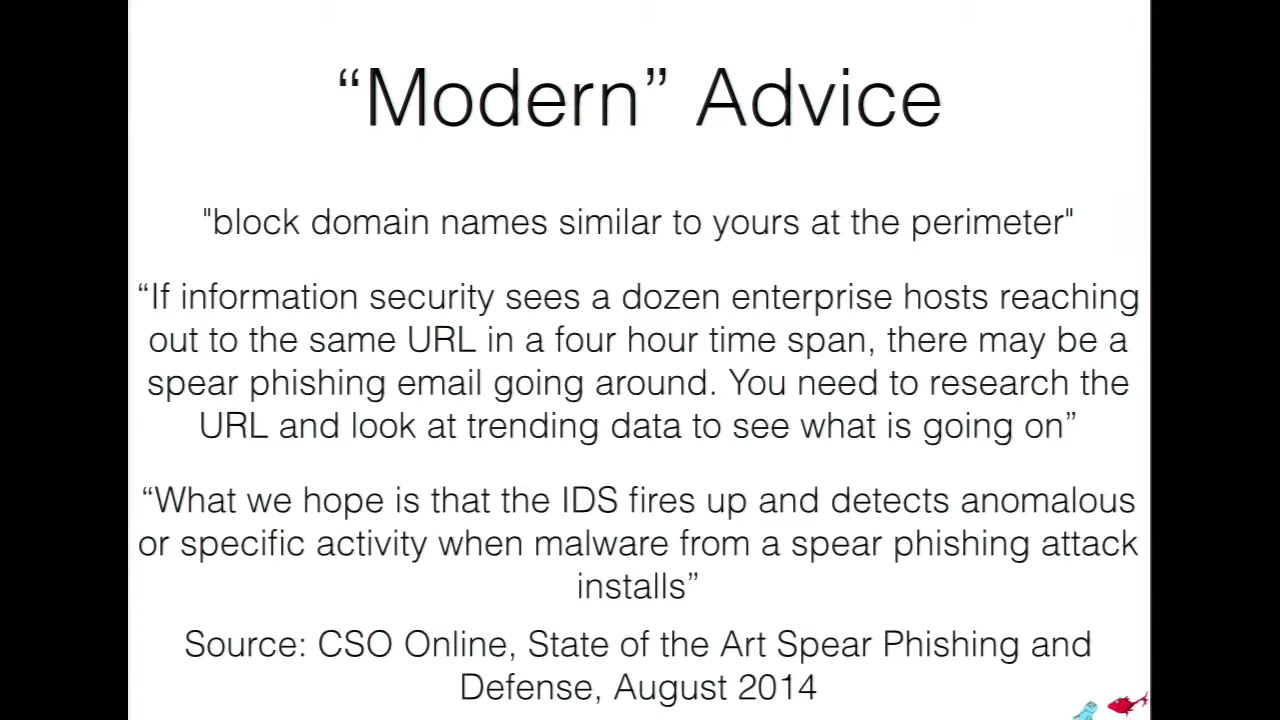 “Modern” Advice
"block domain names similar to yours at the perimeter"
“If information security sees a dozen enterprise hosts reaching
out to the same URL in a four hour time span, there may be a
spear phishing email going around. You need to research the
URL and look at trending data to see what is going on”
“What we hope is that the IDS fires up and detects anomalous
or specific activity when malware from a spear phishing attack
installs”
Source: CSO Online, State of the Art Spear Phishing and
Defense, August 2014